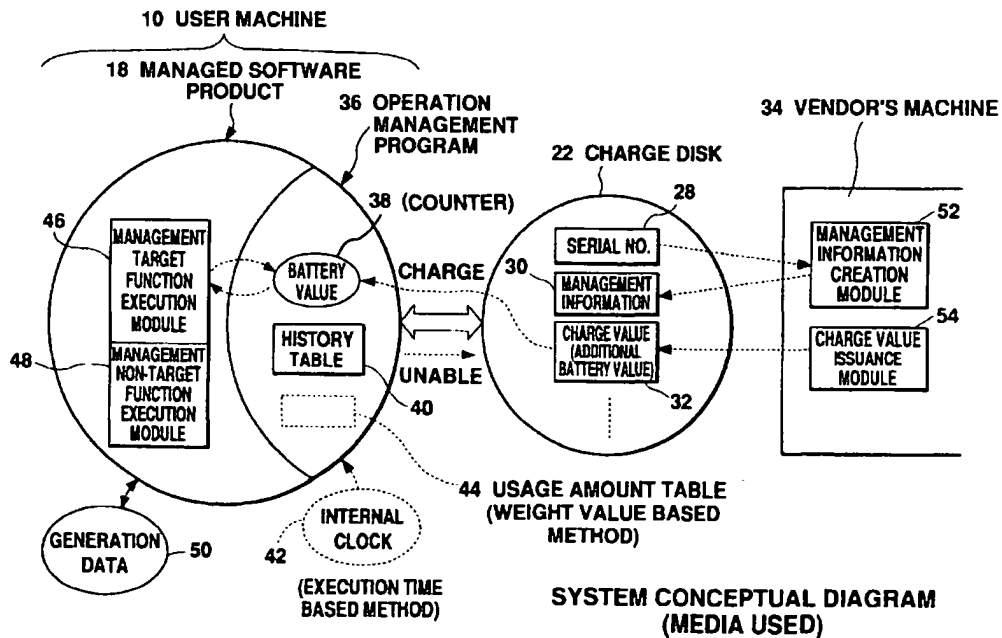 10 USER MACHINE
18 MANAGED SOFTWARE
PRODUCT
36 OPERATION
MANAGEMENT
PROGRAM
34 VENDOR'S MACHINE
22 CHARGE DISK
38 (COUNTER)
28
52
46
MANAGEMENT
TARGET
FUNCTION
EXECUTION
MODULE
BATTERY
VALUE
CHARGE
SERIAL NO.
30
MANAGEMENT
INFORMATION
MANAGEMENT
INFORMATION
CREATION
MODULE
54
48
MANAGEMENT
NON-TARGET
FUNCTION
EXECUTION
MODULE
HISTORY
TABLE
UNABLE
CHARGE VALUE
(ADDITIONAL
BATTERY VALUE)
CHARGE VALUE
ISSUANCE
MODULE
40
32
44 USAGE AMOUNT TABLE
(WEIGHT VALUE BASED
METHOD)
GENERATION
DATA
50
42
INTERNAL
CLOCK
(EXECUTION TIME
BASED METHOD)
SYSTEM CONCEPTUAL DIAGRAM
(MEDIA USED)